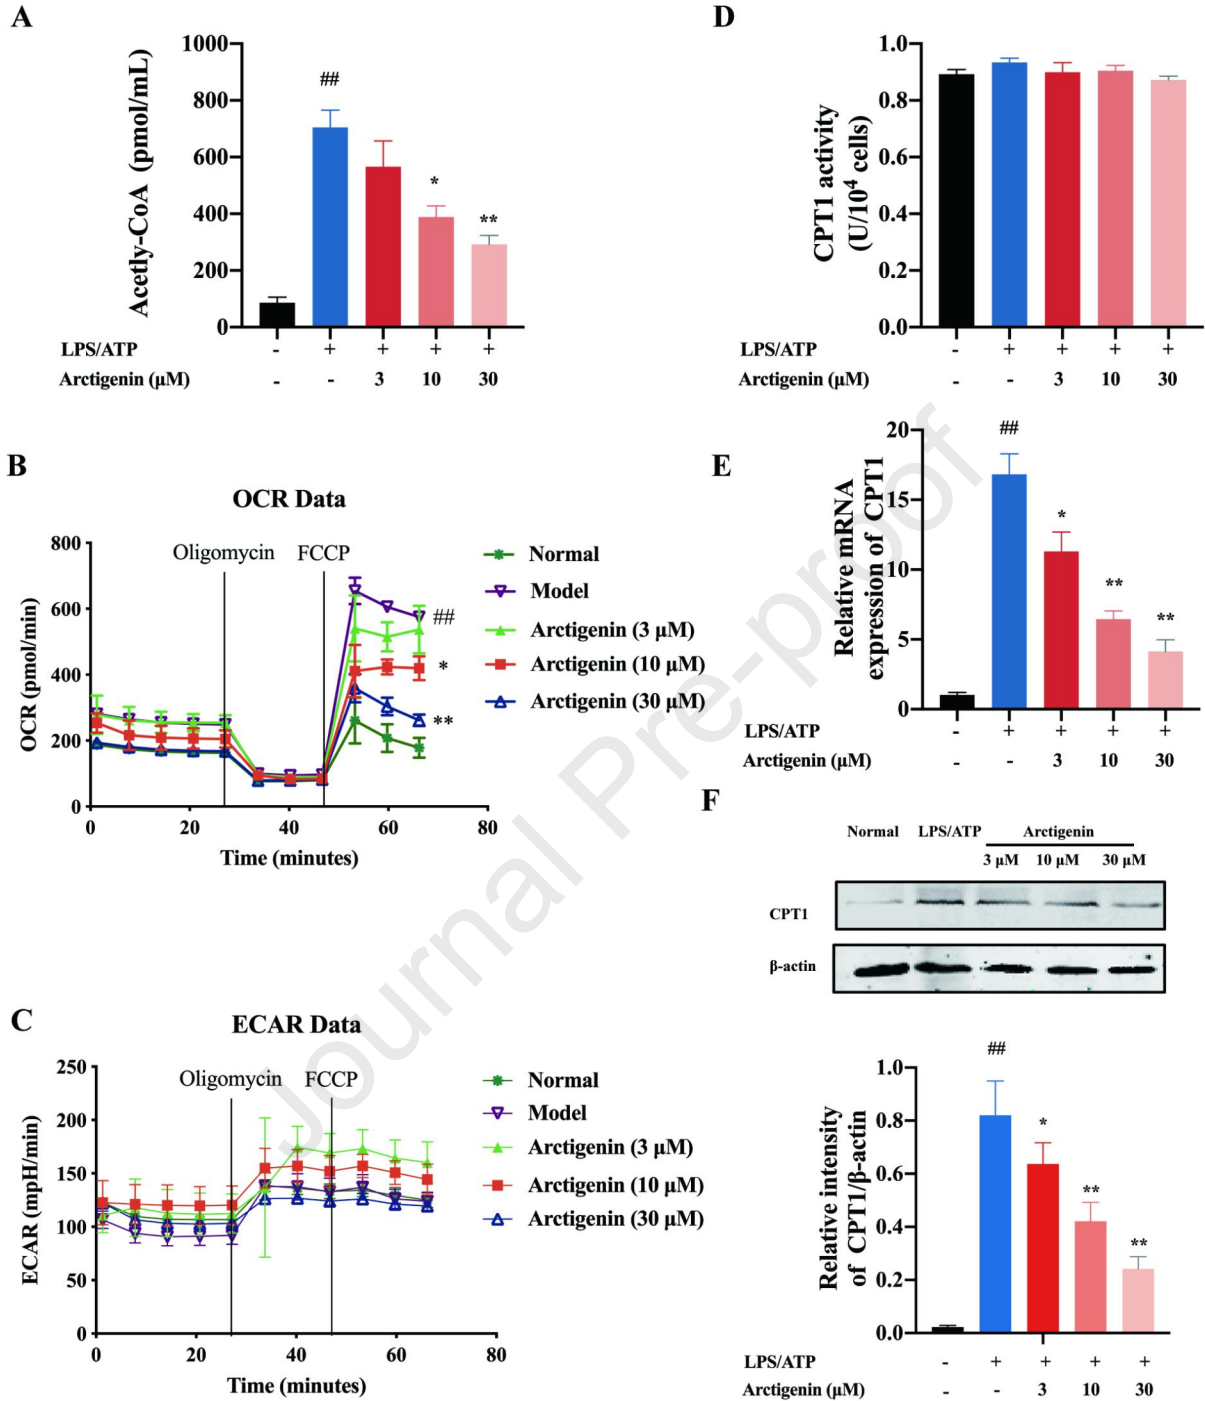 A
Acetly-CoA (pmol/mL)
1000
800
600
400
200
0
##
*
**
LPS/ATP - + + + +
Arctigenin (μM) - - 3 10 30
D
CPT1 activity
(U/10⁴ cells)
1.0
0.8
0.6
0.4
0.2
0.0
LPS/ATP - + + + +
Arctigenin (μM) - - 3 10 30
B
OCR Data
OCR (pmol/min)
800
600
400
200
0
Oligomycin FCCP
##
*
**
0 20 40 60 80
Time (minutes)
Normal
Model
Arctigenin (3 μM)
Arctigenin (10 μM)
Arctigenin (30 μM)
E
Relative mRNA
expression of CPT1
20
15
10
5
0
##
*
**
**
LPS/ATP - + + + +
Arctigenin (μM) - - 3 10 30
F
Normal LPS/ATP Arctigenin
3 μM 10 μM 30 μM
CPT1
β-actin
Relative intensity
of CPT1/β-actin
1.0
0.8
0.6
0.4
0.2
0.0
##
*
**
**
LPS/ATP - + + + +
Arctigenin (μM) - - 3 10 30
C
ECAR Data
ECAR (mpH/min)
250
200
150
100
50
0
Oligomycin FCCP
0 20 40 60 80
Time (minutes)
Normal
Model
Arctigenin (3 μM)
Arctigenin (10 μM)
Arctigenin (30 μM)
Journal Pre-proof